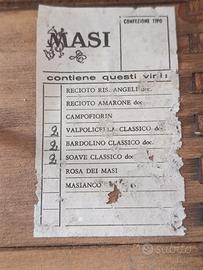 MASI
CONFEZIONE TIPO
contiene questi vini:
RECIOTO RIS. ANGELI doc.
RECIOTO AMARONE doc.
CAMPOFIORIN
2 VALPOLICELLA CLASSICO doc.
2 BARDOLINO CLASSICO doc.
2 SOAVE CLASSICO doc.
ROSA DEI MASI
MASIANCO
subito